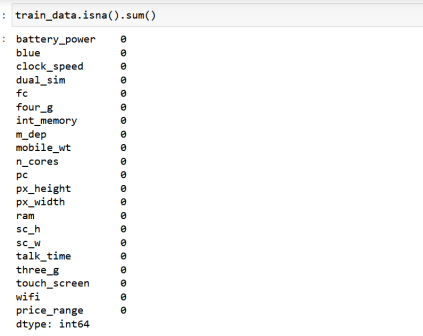 : train_data.isna().sum()
: battery_power 0
blue 0
clock_speed 0
dual_sim 0
fc 0
four_g 0
int_memory 0
m_dep 0
mobile_wt 0
n_cores 0
pc 0
px_height 0
px_width 0
ram 0
sc_h 0
sc_w 0
talk_time 0
three_g 0
touch_screen 0
wifi 0
price_range 0
dtype: int64